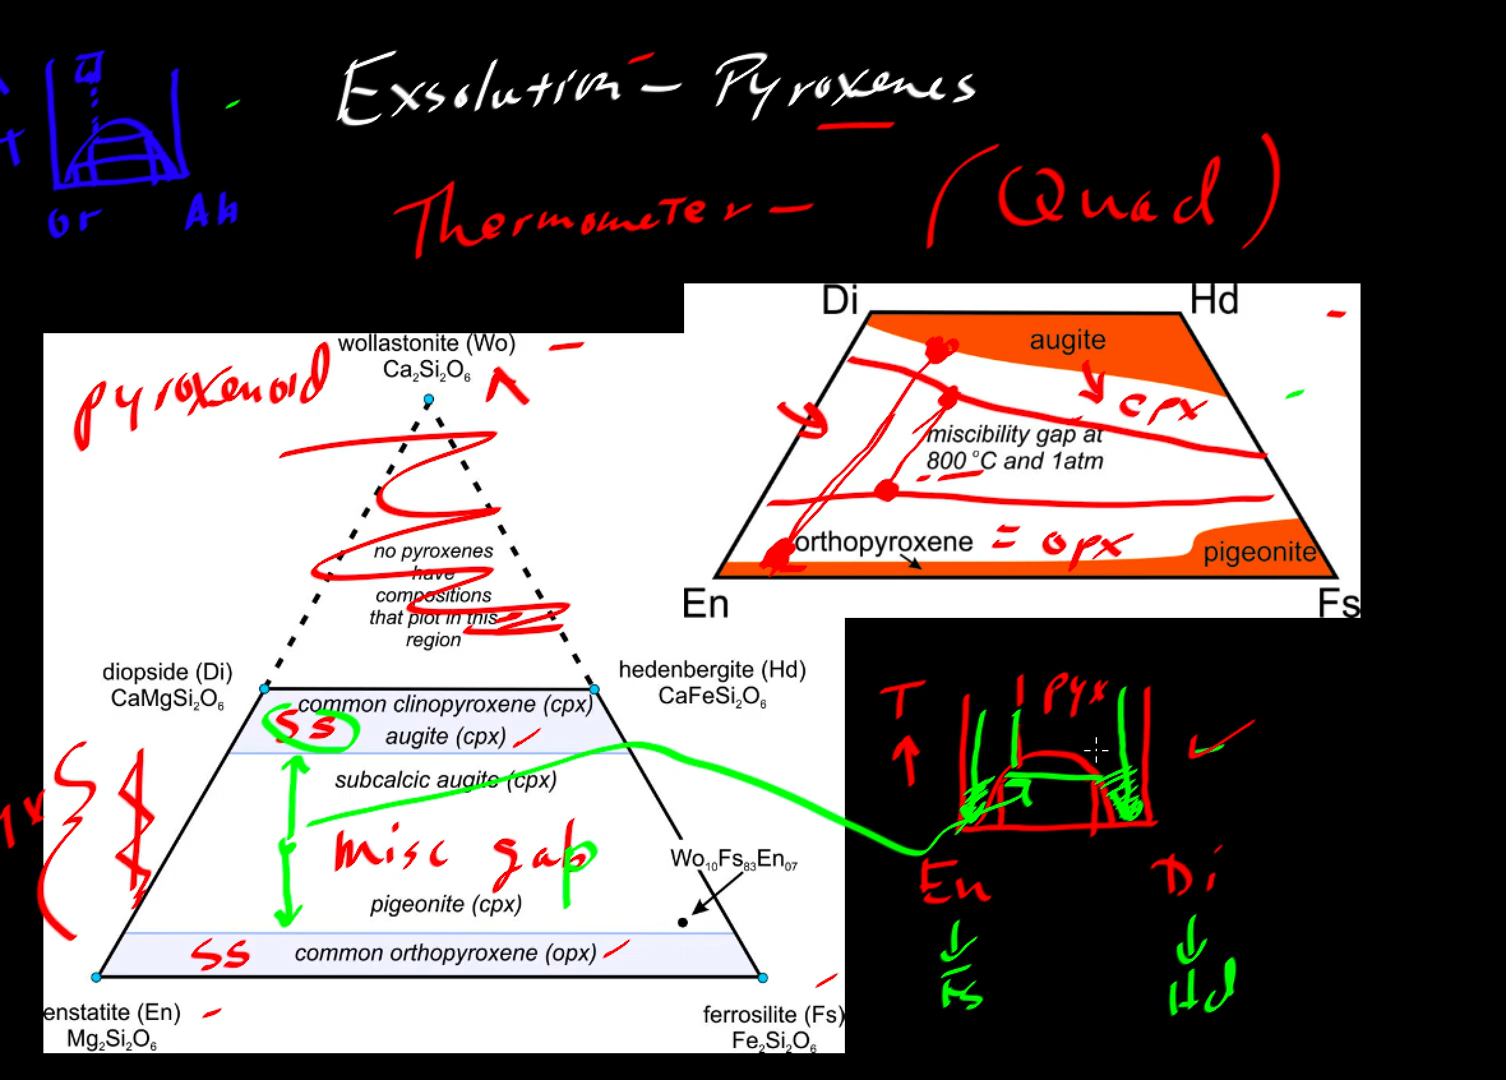 Exsolution - Pyroxenes
T
Or Ab
Thermometer - (Quad)
pyroxenoid
wollastonite (Wo)
Ca2Si2O6
no pyroxenes
have
compositions
that plot in this
region
diopside (Di)
CaMgSi2O6
hedenbergite (Hd)
CaFeSi2O6
common clinopyroxene (cpx)
SS
augite (cpx)
subcalcic augite (cpx)
misc gap
Wo10Fs83En07
pigeonite (cpx)
SS
common orthopyroxene (opx)
enstatite (En)
Mg2Si2O6
ferrosilite (Fs)
Fe2Si2O6
Di Hd
augite
cpx
miscibility gap at
800 °C and 1atm
orthopyroxene = opx
pigeonite
En Fs
T
Pyx
En Di
Fs Hd